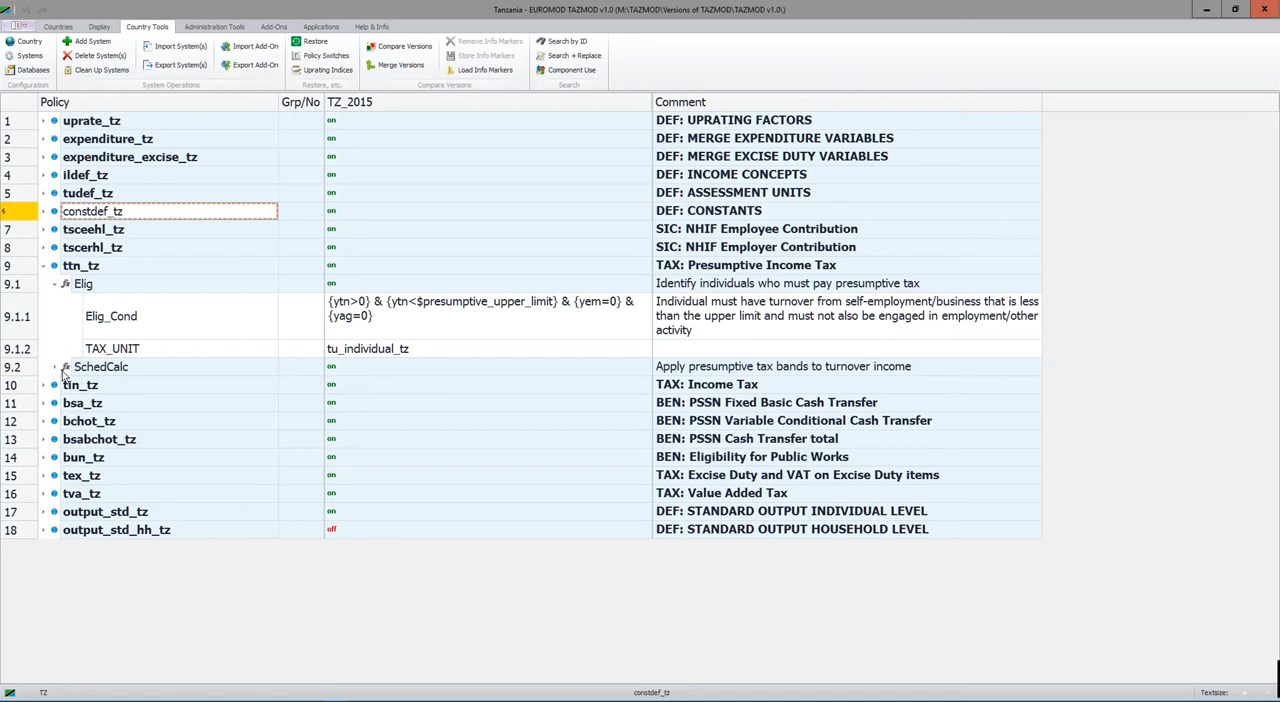 Tanzania - EUROMOD TAZMOD v1.0 (M:\TAZMOD\Versions of TAZMOD\TAZMOD v1.0\)
Countries Display Country Tools Administration Tools Add-Ons Applications Help & Info
Country Add System Import System(s) Import Add-On Restore Compare Versions Remove Info Markers Search by ID
Systems Delete System(s) Policy Switches Store Info Markers Search + Replace
Databases Clean Up Systems Export System(s) Export Add-On Uprating Indices Merge Versions Load Info Markers Component Use
Configuration System Operations Restore, etc. Compare Versions Search
Policy Grp/No TZ_2015 Comment
1 uprate_tz on DEF: UPRATING FACTORS
2 expenditure_tz on DEF: MERGE EXPENDITURE VARIABLES
3 expenditure_excise_tz on DEF: MERGE EXCISE DUTY VARIABLES
4 ildef_tz on DEF: INCOME CONCEPTS
5 tudef_tz on DEF: ASSESSMENT UNITS
6 constdef_tz on DEF: CONSTANTS
7 tsceehl_tz on SIC: NHIF Employee Contribution
8 tscerhl_tz on SIC: NHIF Employer Contribution
9 ttn_tz on TAX: Presumptive Income Tax
9.1 fx Elig on Identify individuals who must pay presumptive tax
9.1.1 Elig_Cond {ytn>0} & {ytn<$presumptive_upper_limit} & {yem=0} &
{yag=0}
Individual must have turnover from self-employment/business that is less
than the upper limit and must not also be engaged in employment/other
activity
9.1.2 TAX_UNIT tu_individual_tz
9.2 fx SchedCalc on Apply presumptive tax bands to turnover income
10 tin_tz on TAX: Income Tax
11 bsa_tz on BEN: PSSN Fixed Basic Cash Transfer
12 bchot_tz on BEN: PSSN Variable Conditional Cash Transfer
13 bsabchot_tz on BEN: PSSN Cash Transfer total
14 bun_tz on BEN: Eligibility for Public Works
15 tex_tz on TAX: Excise Duty and VAT on Excise Duty items
16 tva_tz on TAX: Value Added Tax
17 output_std_tz on DEF: STANDARD OUTPUT INDIVIDUAL LEVEL
18 output_std_hh_tz off DEF: STANDARD OUTPUT HOUSEHOLD LEVEL
TZ constdef_tz Textsize: